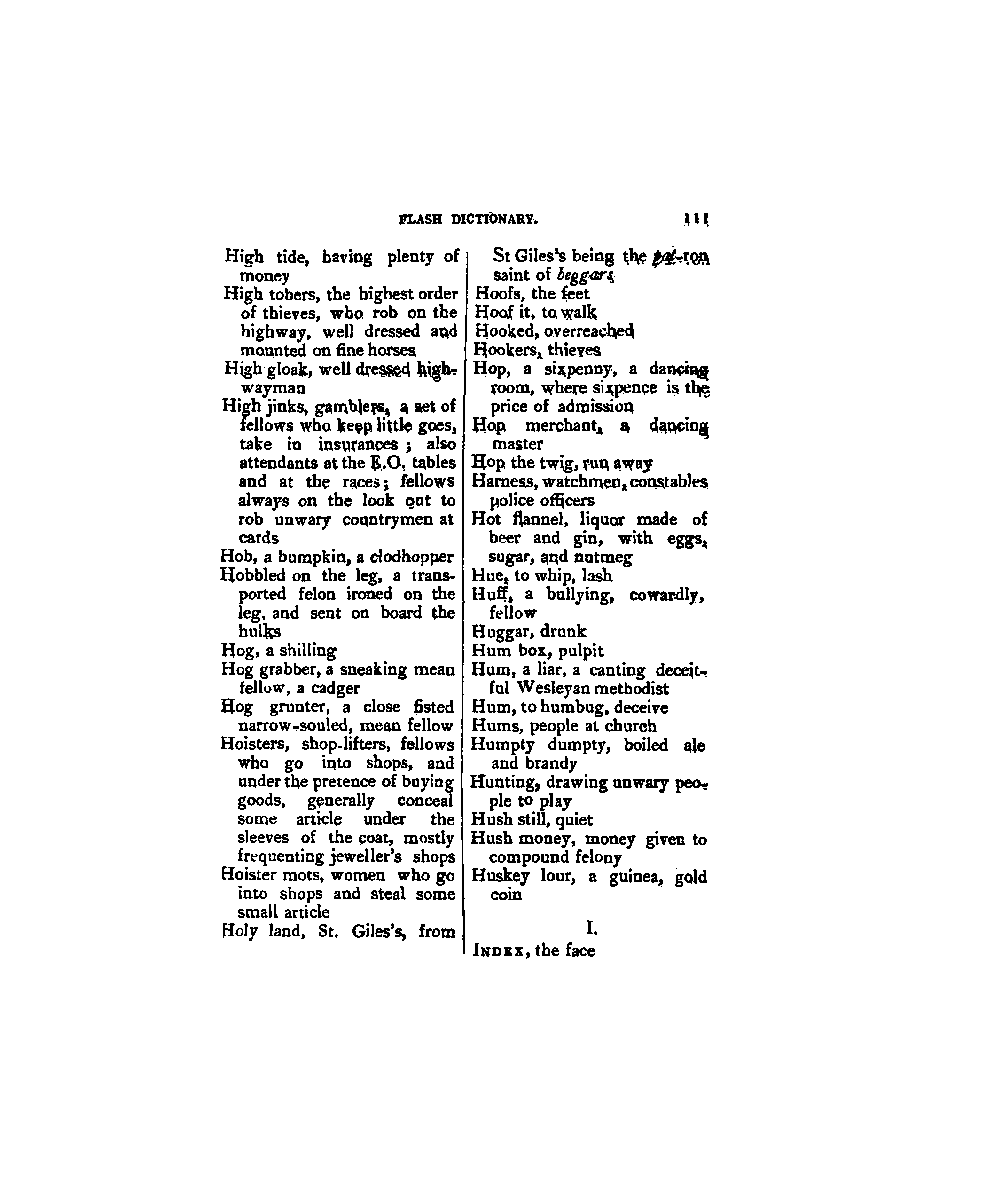 FLASH DICTIONARY. 111
High tide, having plenty of
money
High tobers, the highest order
of thieves, who rob on the
highway, well dressed and
mounted on fine horses
High gloak, well dressed high-
wayman
High jinks, gamblers, a set of
fellows who keep little goes,
take in insurances ; also
attendants at the E.O. tables
and at the races; fellows
always on the look out to
rob unwary countrymen at
cards
Hob, a bumpkin, a clodhopper
Hobbled on the leg, a trans-
ported felon ironed on the
leg, and sent on board the
hulks
Hog, a shilling
Hog grabber, a sneaking mean
fellow, a cadger
Hog grunter, a close fisted
narrow-souled, mean fellow
Hoisters, shop-lifters, fellows
who go into shops, and
under the pretence of buying
goods, generally conceal
some article under the
sleeves of the coat, mostly
frequenting jeweller's shops
Hoister mots, women who go
into shops and steal some
small article
Holy land, St. Giles's, from
St Giles's being the pat-ron
saint of beggars
Hoofs, the feet
Hoof it, to walk
Hooked, overreached
Hookers, thieves
Hop, a sixpenny, a dancing
room, where sixpence is the
price of admission
Hop merchant, a dancing
master
Hop the twig, run away
Harness, watchmen, constables
police officers
Hot flannel, liquor made of
beer and gin, with eggs,
sugar, and nutmeg
Hue, to whip, lash
Huff, a bullying, cowardly,
fellow
Huggar, drunk
Hum box, pulpit
Hum, a liar, a canting deceit-
ful Wesleyan methodist
Hum, to humbug, deceive
Hums, people at church
Humpty dumpty, boiled ale
and brandy
Hunting, drawing unwary peo-
ple to play
Hush still, quiet
Hush money, money given to
compound felony
Huskey lour, a guinea, gold
coin
I.
INDEX, the face